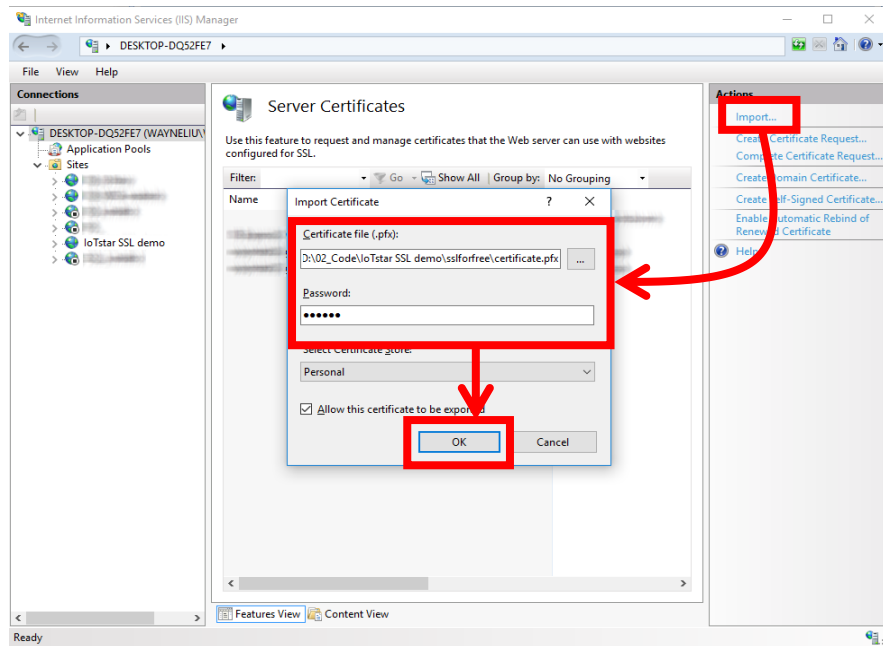 Internet Information Services (IIS) Manager
DESKTOP-DQ52FE7
File View Help
Connections
DESKTOP-DQ52FE7 (WAYNELIU\
Application Pools
Sites
IoTstar SSL demo
Server Certificates
Use this feature to request and manage certificates that the Web server can use with websites
configured for SSL.
Filter: Go Show All Group by: No Grouping
Name
Import Certificate ?
Certificate file (.pfx):
D:\02_Code\IoTstar SSL demo\sslforfree\certificate.pfx ...
Password:
••••••
Select Certificate Store:
Personal
Allow this certificate to be exported
OK Cancel
Features View Content View
Actions
Import...
Create Certificate Request...
Complete Certificate Request...
Create Domain Certificate...
Create Self-Signed Certificate...
Enable Automatic Rebind of
Renewed Certificate
Help
Ready